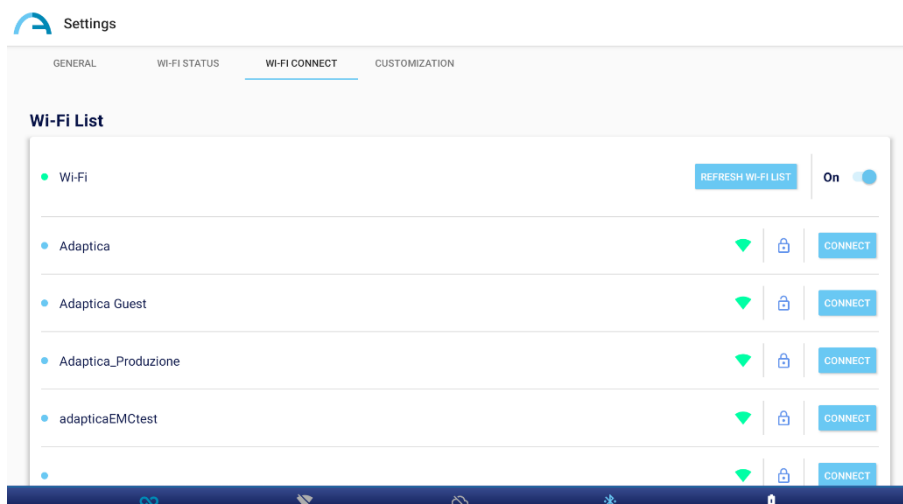 Settings
GENERAL WI-FI STATUS WI-FI CONNECT CUSTOMIZATION
Wi-Fi List
Wi-Fi REFRESH WI-FI LIST On
Adaptica CONNECT
Adaptica Guest CONNECT
Adaptica_Produzione CONNECT
adapticaEMCtest CONNECT
CONNECT